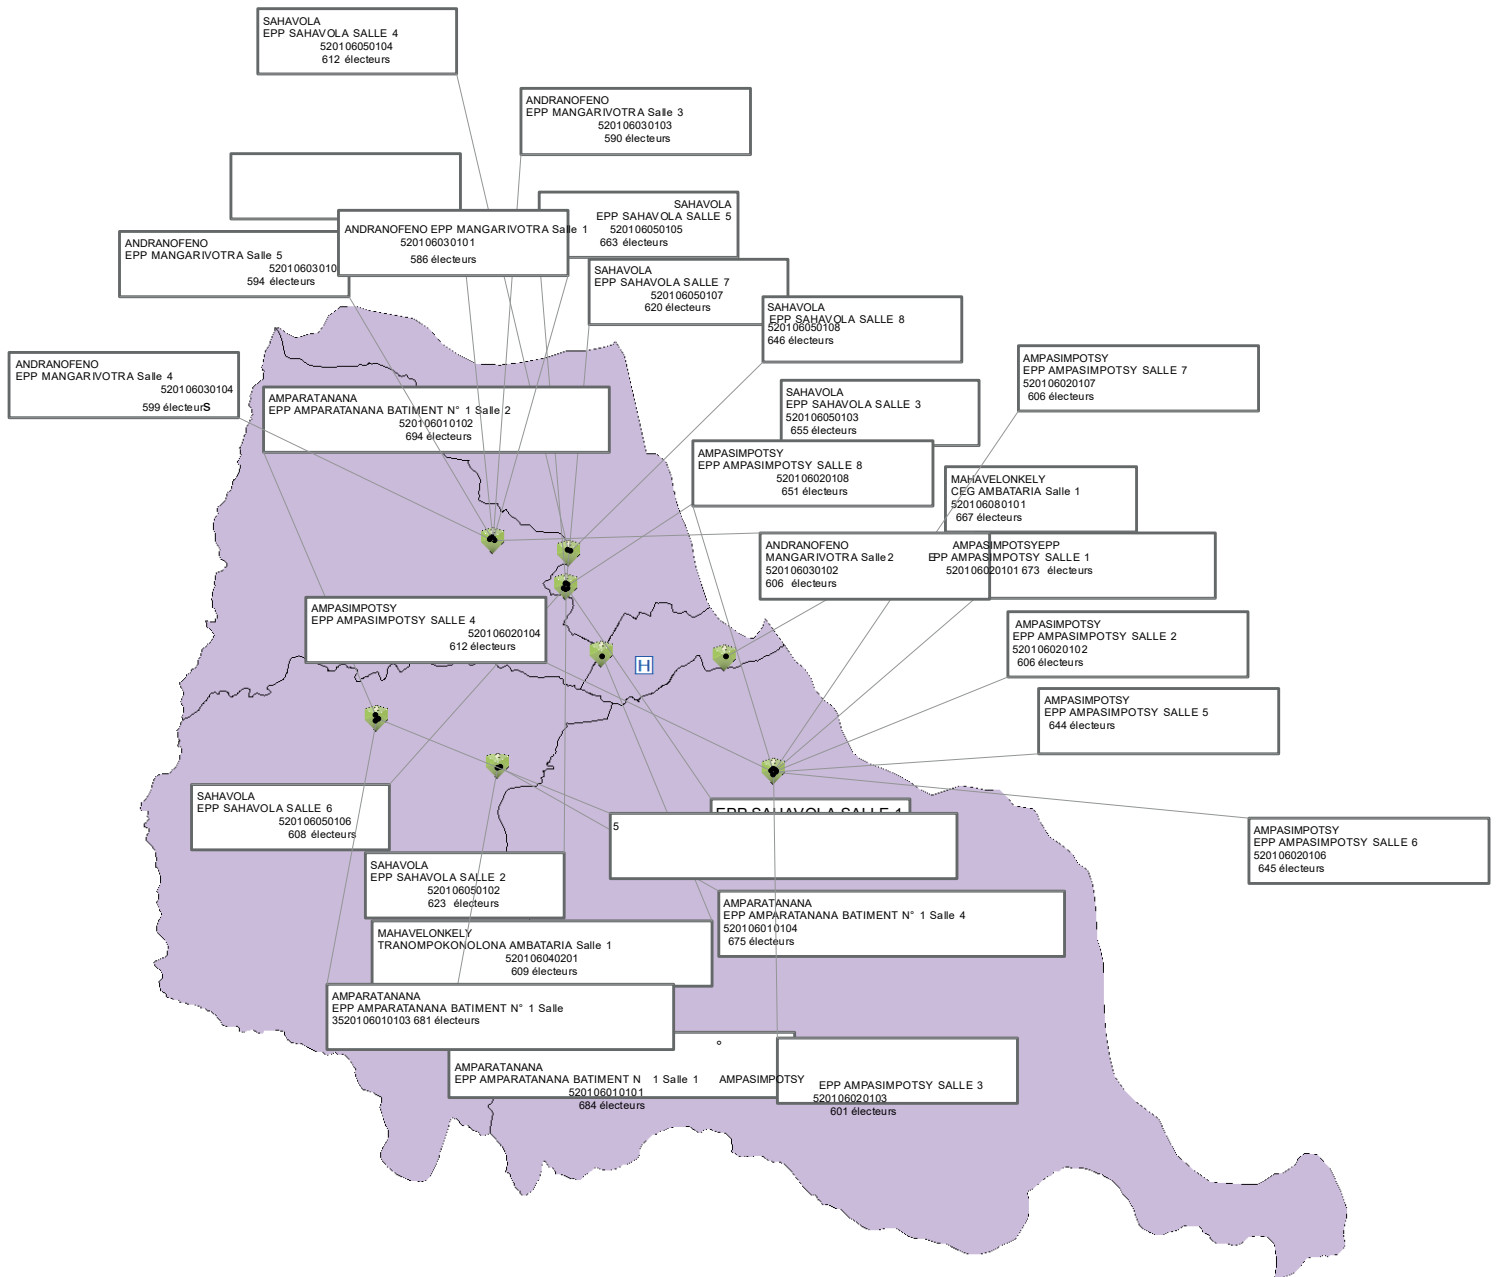 SAHAVOLA
EPP SAHAVOLA SALLE 4
520106050104
612 électeurs
ANDRANOFENO
EPP MANGARIVOTRA Salle 3
520106030103
590 électeurs
SAHAVOLA
EPP SAHAVOLA SALLE 5
520106050105
663 électeurs
ANDRANOFENO EPP MANGARIVOTRA Salle 1
520106030101
586 électeurs
ANDRANOFENO
EPP MANGARIVOTRA Salle 5
52010603010
594 électeurs
SAHAVOLA
EPP SAHAVOLA SALLE 7
520106050107
620 électeurs
SAHAVOLA
EPP SAHAVOLA SALLE 8
520106050108
646 électeurs
ANDRANOFENO
EPP MANGARIVOTRA Salle 4
520106030104
599 électeurS
AMPASIMPOTSY
EPP AMPASIMPOTSY SALLE 7
520106020107
606 électeurs
AMPARATANANA
EPP AMPARATANANA BATIMENT N° 1 Salle 2
520106010102
694 électeurs
SAHAVOLA
EPP SAHAVOLA SALLE 3
520106050103
655 électeurs
AMPASIMPOTSY
EPP AMPASIMPOTSY SALLE 8
520106020108
651 électeurs
MAHAVELONKELY
CEG AMBATARIA Salle 1
520106080101
667 électeurs
ANDRANOFENO
MANGARIVOTRA Salle2
520106030102
606 électeurs
AMPASIMPOTSYEPP
EPP AMPASIMPOTSY SALLE 1
520106020101 673 électeurs
AMPASIMPOTSY
EPP AMPASIMPOTSY SALLE 4
520106020104
612 électeurs
AMPASIMPOTSY
EPP AMPASIMPOTSY SALLE 2
520106020102
606 électeurs
H
AMPASIMPOTSY
EPP AMPASIMPOTSY SALLE 5
644 électeurs
SAHAVOLA
EPP SAHAVOLA SALLE 6
520106050106
608 électeurs
EPP SAHAVOLA SALLE 1
5
AMPASIMPOTSY
EPP AMPASIMPOTSY SALLE 6
520106020106
645 électeurs
SAHAVOLA
EPP SAHAVOLA SALLE 2
520106050102
623 électeurs
AMPARATANANA
EPP AMPARATANANA BATIMENT N° 1 Salle 4
520106010104
675 électeurs
MAHAVELONKELY
TRANOMPOKONOLONA AMBATARIA Salle 1
520106040201
609 électeurs
AMPARATANANA
EPP AMPARATANANA BATIMENT N° 1 Salle
3520106010103 681 électeurs
°
AMPARATANANA
EPP AMPARATANANA BATIMENT N 1 Salle 1
520106010101
684 électeurs
AMPASIMPOTSY
EPP AMPASIMPOTSY SALLE 3
520106020103
601 électeurs